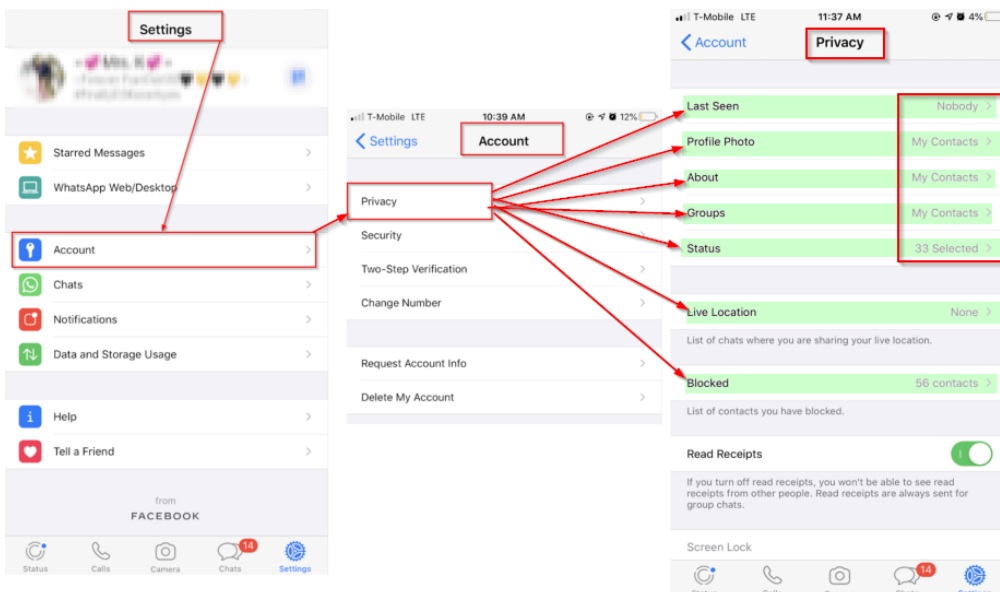 Settings
Starred Messages
WhatsApp Web/Desktop
Account
Chats
Notifications
Data and Storage Usage
Help
Tell a Friend
from
FACEBOOK
14
Status
Calls
Camera
Chats
Settings
T-Mobile LTE
10:39 AM
12%
Settings
Account
Privacy
Security
Two-Step Verification
Change Number
Request Account Info
Delete My Account
T-Mobile LTE
11:37 AM
4%
Account
Privacy
Last Seen
Nobody
Profile Photo
My Contacts
About
My Contacts
Groups
My Contacts
Status
33 Selected
Live Location
None
List of chats where you are sharing your live location.
Blocked
56 contacts
List of contacts you have blocked.
Read Receipts
If you turn off read receipts, you won't be able to see read
receipts from other people. Read receipts are always sent for
group chats.
Screen Lock
14